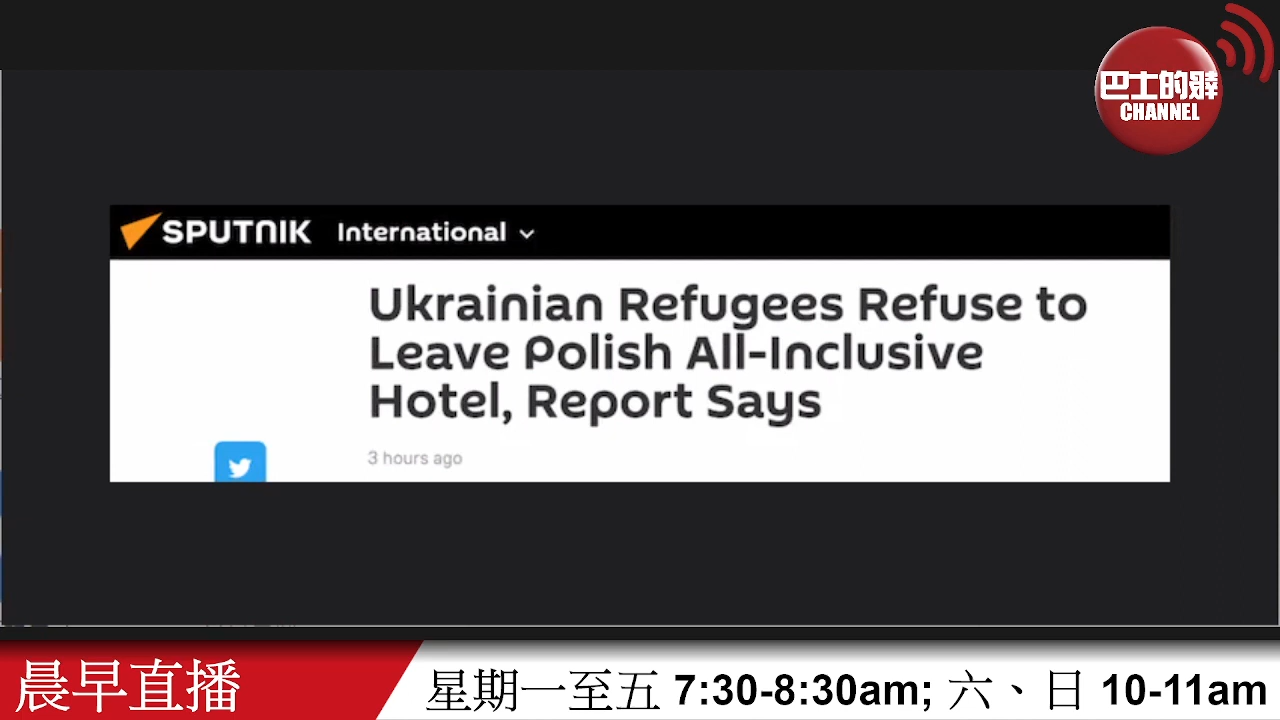 巴士的報
CHANNEL
SPUTNIK International
Ukrainian Refugees Refuse to
Leave Polish All-Inclusive
Hotel, Report Says
3 hours ago
晨早直播
星期一至五 7:30-8:30am; 六、日 10-11am